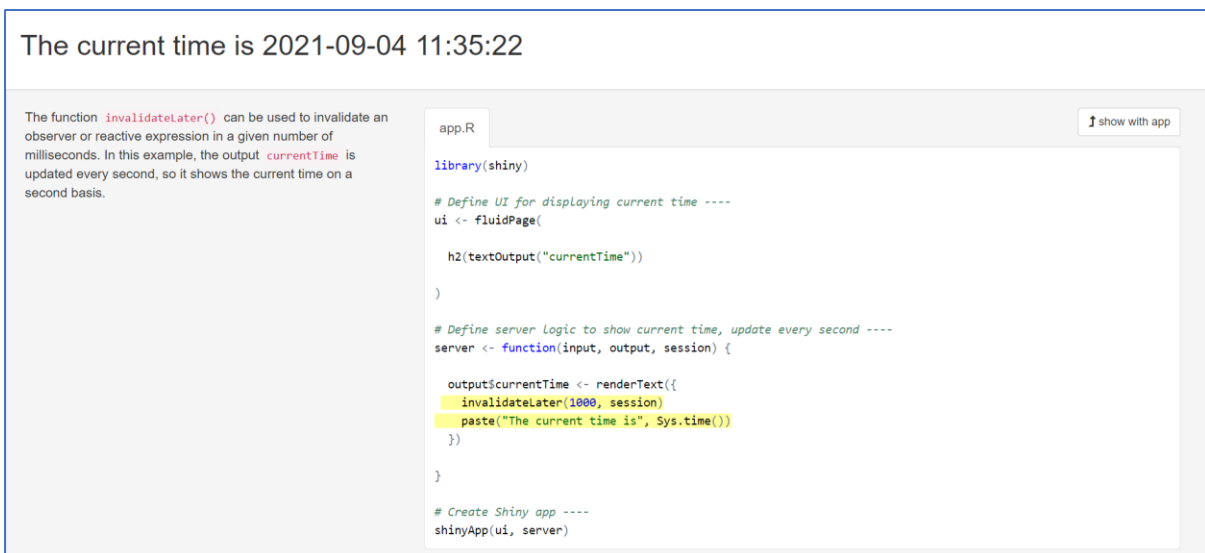 The current time is 2021-09-04 11:35:22
The function invalidateLater() can be used to invalidate an
observer or reactive expression in a given number of
milliseconds. In this example, the output currentTime is
updated every second, so it shows the current time on a
second basis.
app.R
show with app
library(shiny)
# Define UI for displaying current time ----
ui <- fluidPage(
h2(textOutput("currentTime"))
)
# Define server logic to show current time, update every second ----
server <- function(input, output, session) {
output$currentTime <- renderText({
invalidateLater(1000, session)
paste("The current time is", Sys.time())
})
}
# Create Shiny app ----
shinyApp(ui, server)